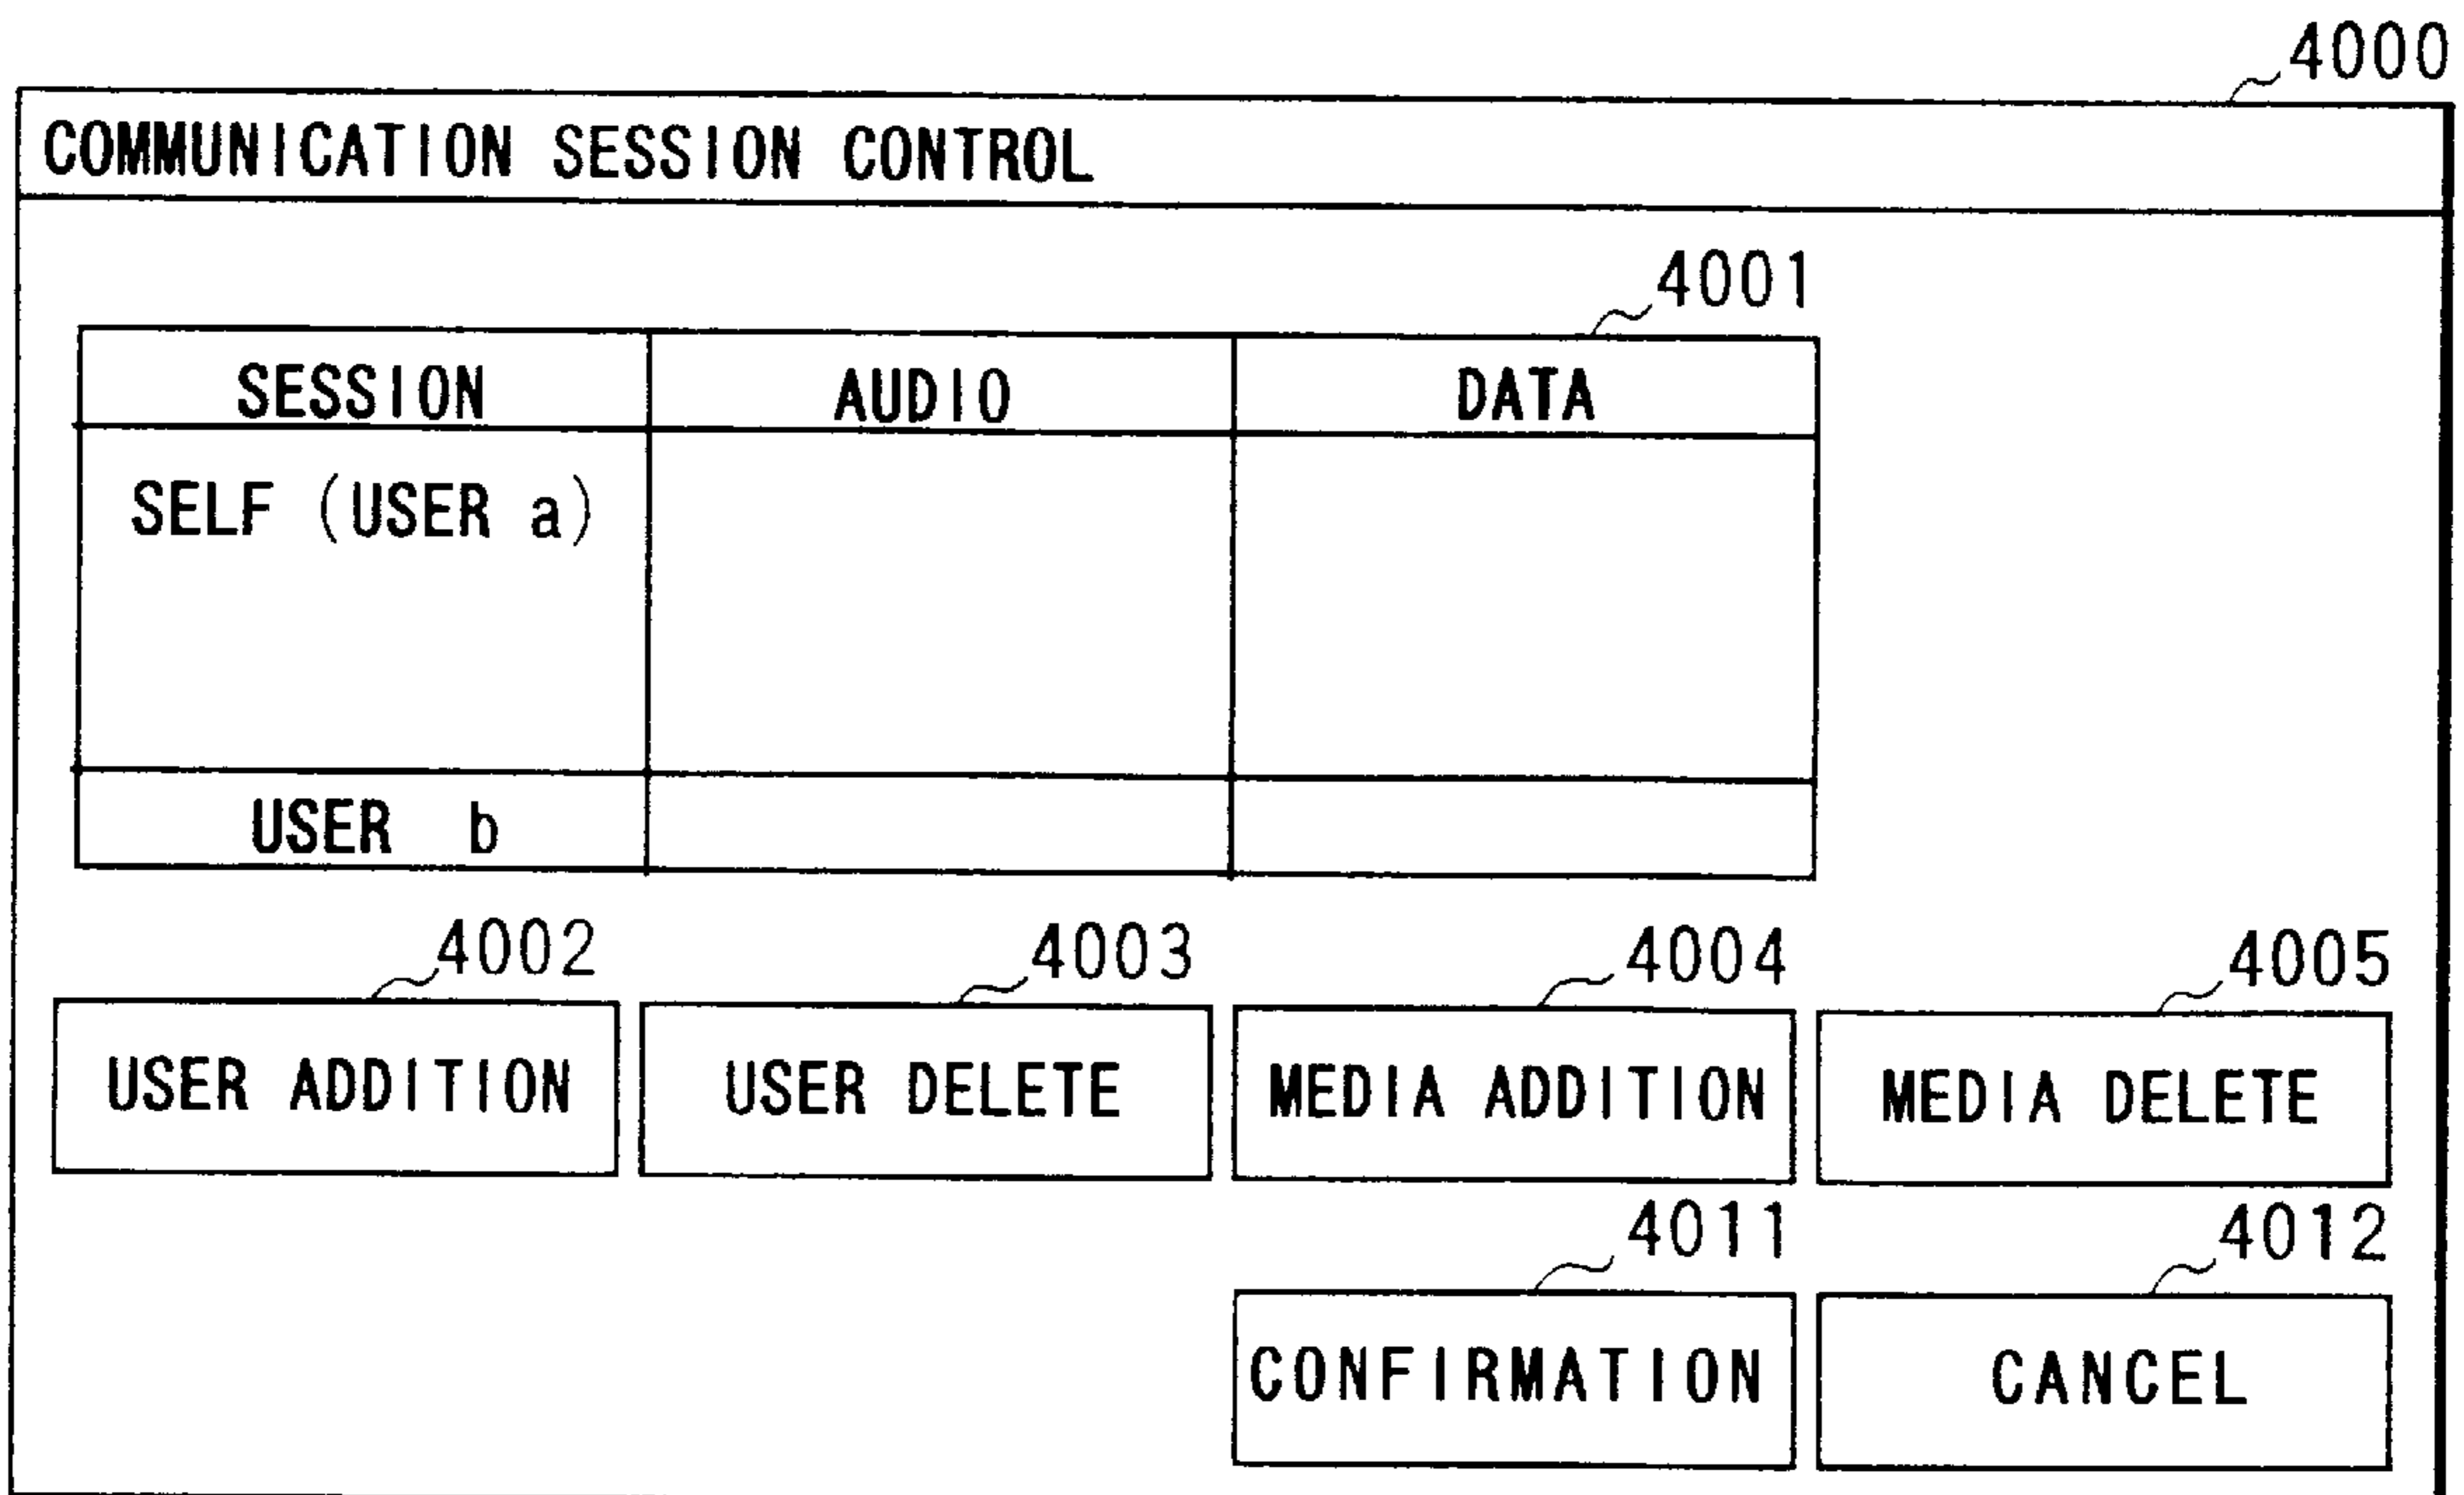 4000
COMMUNICATION SESSION CONTROL
4001
SESSION AUDIO DATA
SELF (USER a)
USER b
4002 4003 4004 4005
USER ADDITION USER DELETE MEDIA ADDITION MEDIA DELETE
4011 4012
CONFIRMATION CANCEL